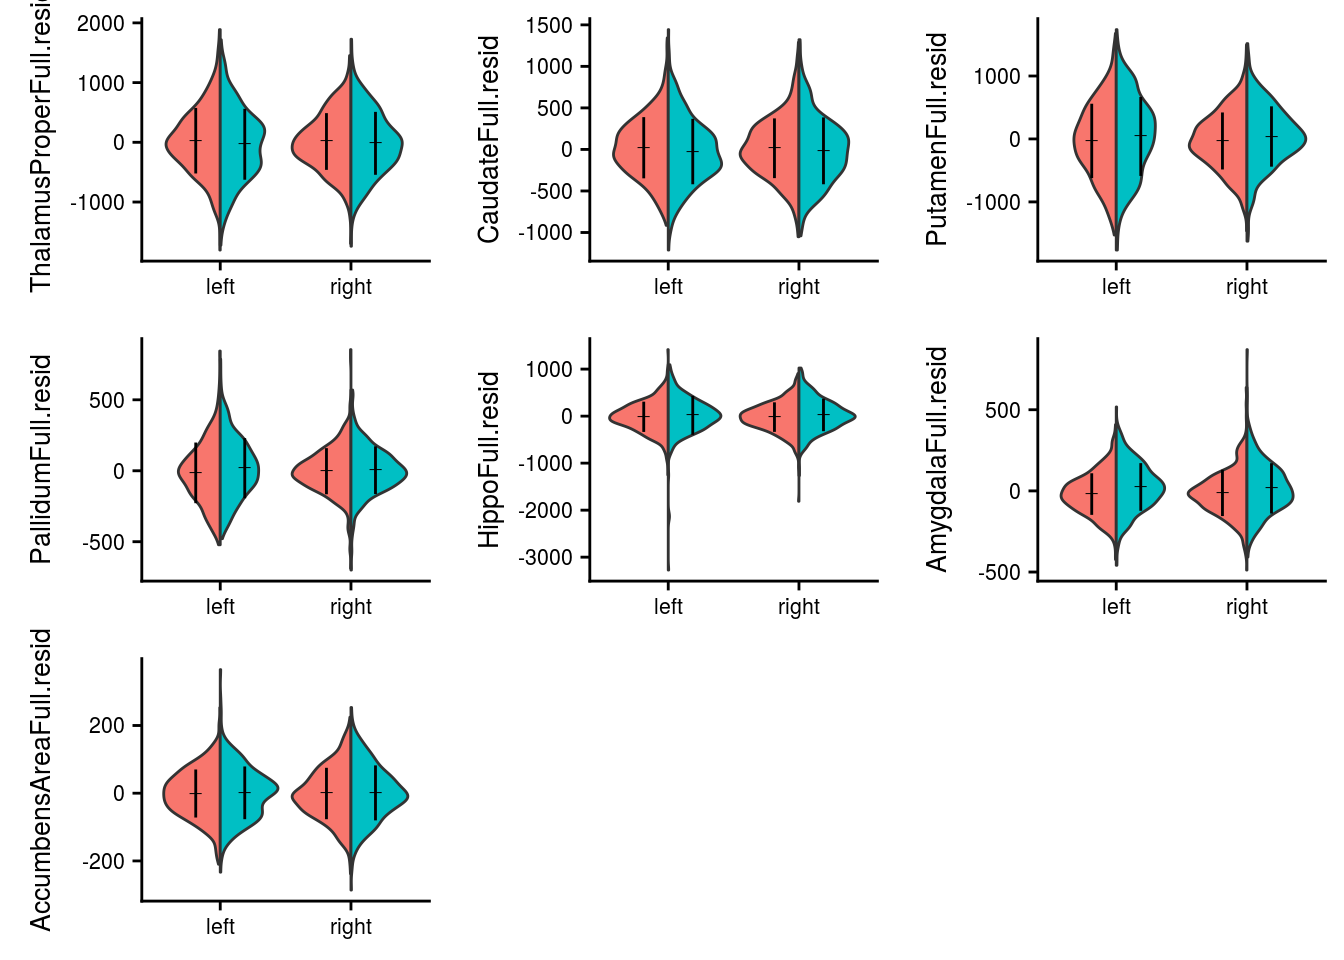 ThalamusProperFull.resid
2000
1000
0
-1000
left
right
CaudateFull.resid
1500
1000
500
0
-500
-1000
left
right
PutamenFull.resid
1000
0
-1000
left
right
PallidumFull.resid
500
0
-500
left
right
HippoFull.resid
1000
0
-1000
-2000
-3000
left
right
AmygdalaFull.resid
500
0
-500
left
right
AccumbensAreaFull.resid
200
0
-200
left
right